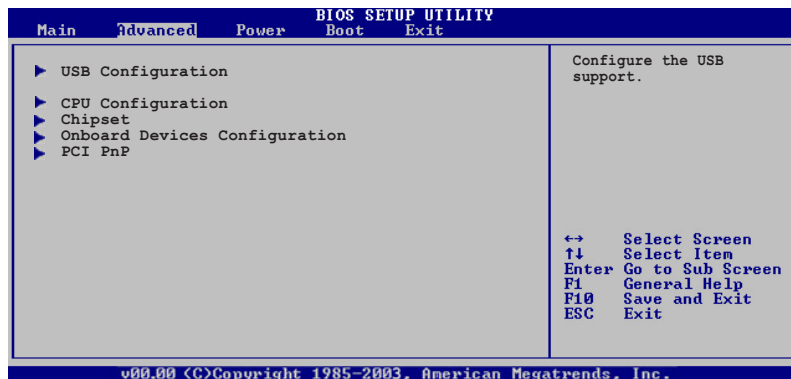 BIOS SETUP UTILITY
Main Advanced Power Boot Exit
USB Configuration
CPU Configuration
Chipset
Onboard Devices Configuration
PCI PnP
Configure the USB
support.
←→ Select Screen
↑↓ Select Item
Enter Go to Sub Screen
F1 General Help
F10 Save and Exit
ESC Exit
v00.00 (C)Copyright 1985-2003, American Megatrends, Inc.